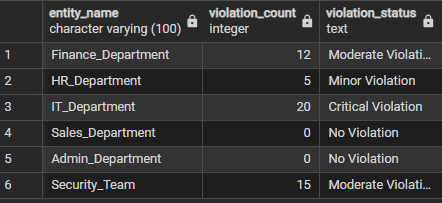 entity_name violation_count violation_status
character varying (100) integer text
1 Finance_Department 12 Moderate Violati…
2 HR_Department 5 Minor Violation
3 IT_Department 20 Critical Violation
4 Sales_Department 0 No Violation
5 Admin_Department 0 No Violation
6 Security_Team 15 Moderate Violati…